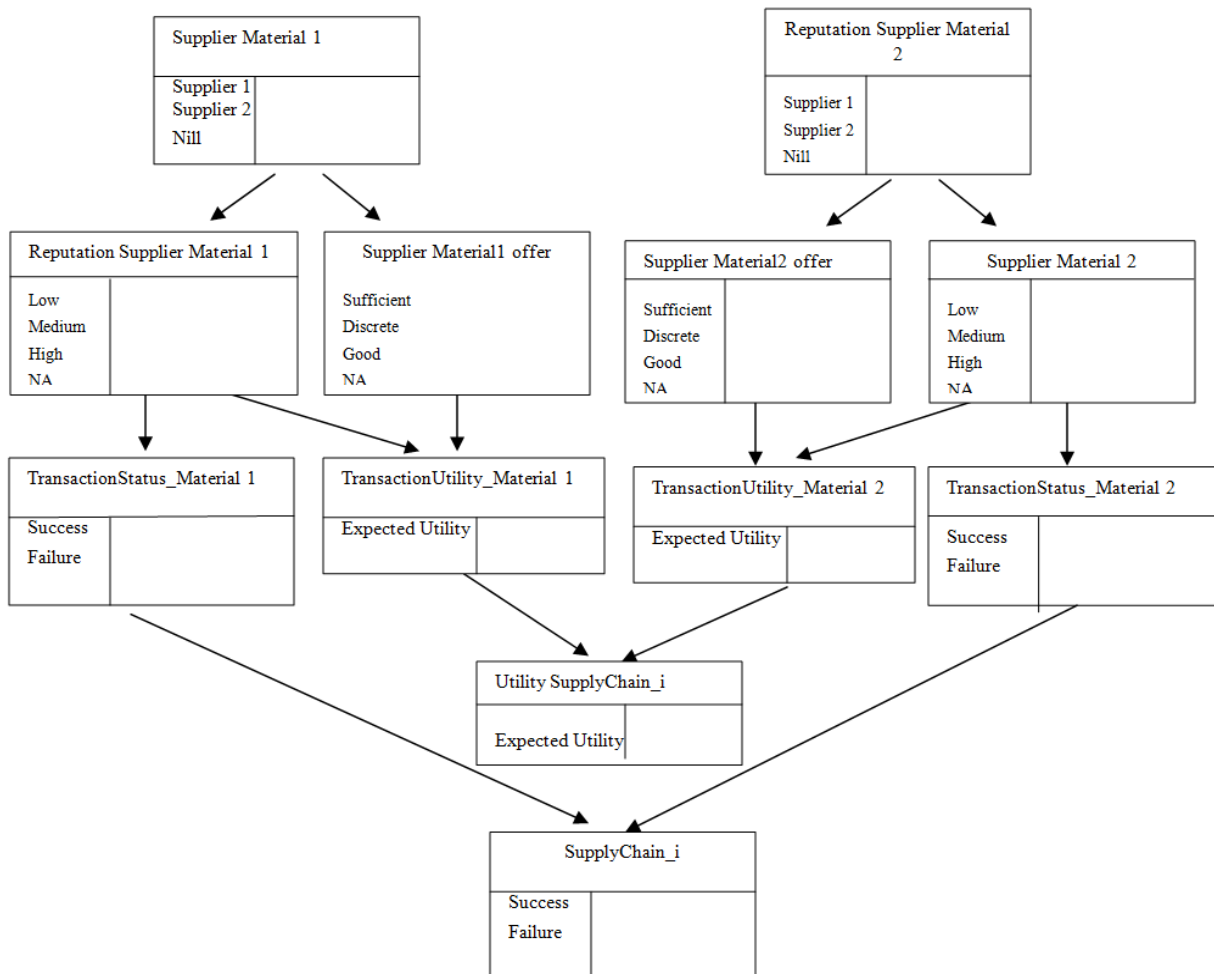 Supplier Material 1
Supplier 1
Supplier 2
Nill
Reputation Supplier Material
2
Supplier 1
Supplier 2
Nill
Reputation Supplier Material 1
Low
Medium
High
NA
Supplier Material1 offer
Sufficient
Discrete
Good
NA
Supplier Material2 offer
Sufficient
Discrete
Good
NA
Supplier Material 2
Low
Medium
High
NA
TransactionStatus_Material 1
Success
Failure
TransactionUtility_Material 1
Expected Utility
TransactionUtility_Material 2
Expected Utility
TransactionStatus_Material 2
Success
Failure
Utility SupplyChain_i
Expected Utility
SupplyChain_i
Success
Failure